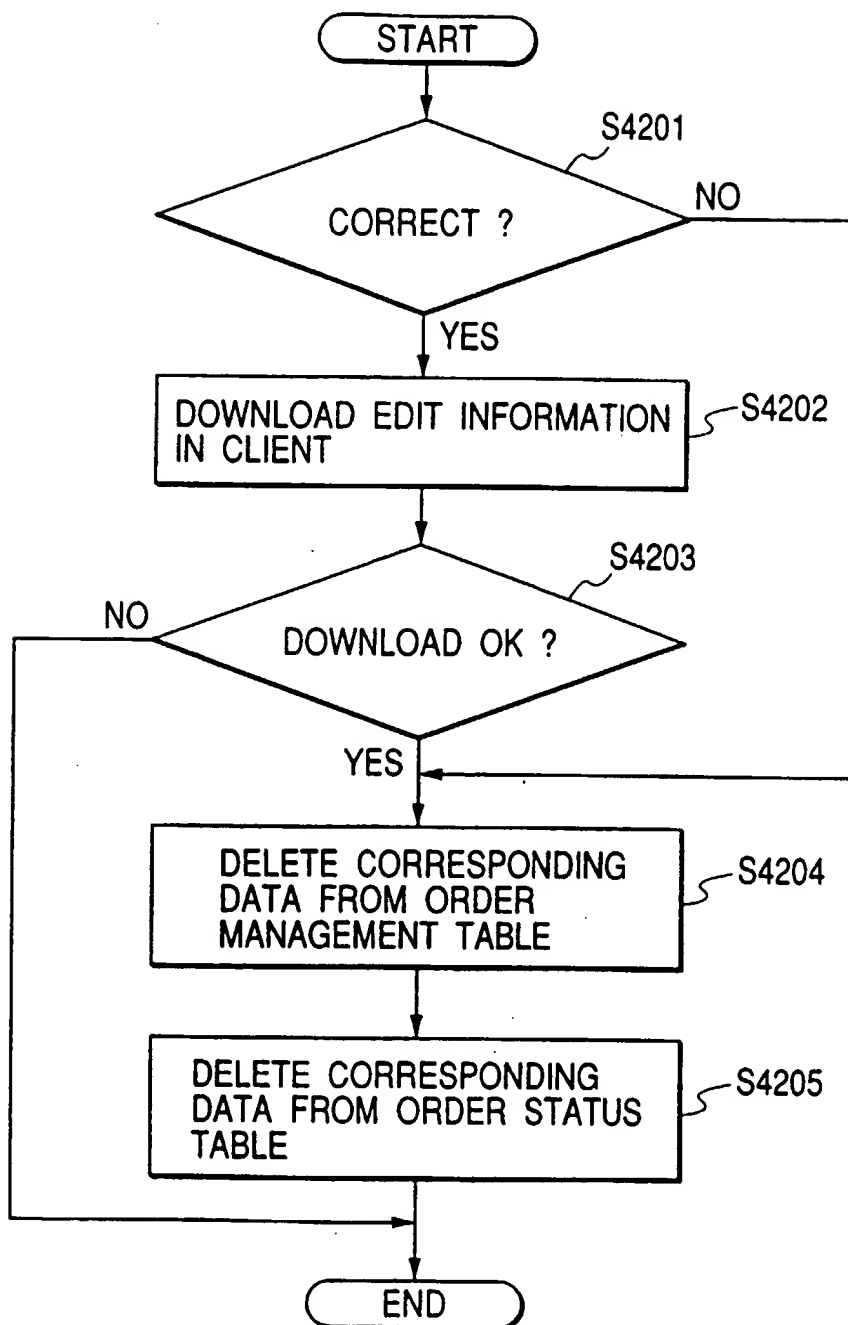 START
S4201
CORRECT ?
NO
YES
DOWNLOAD EDIT INFORMATION
IN CLIENT
S4202
S4203
NO
DOWNLOAD OK ?
YES
DELETE CORRESPONDING
DATA FROM ORDER
MANAGEMENT TABLE
S4204
DELETE CORRESPONDING
DATA FROM ORDER STATUS
TABLE
S4205
END